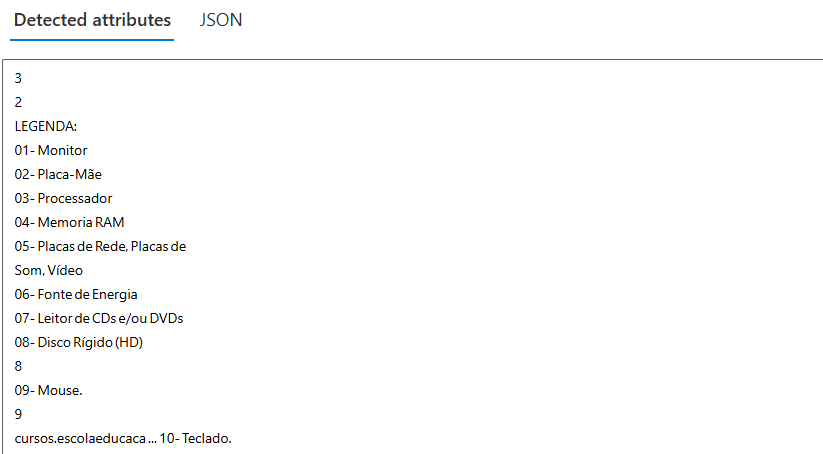 Detected attributes JSON
3
2
LEGENDA:
01- Monitor
02- Placa-Mãe
03- Processador
04- Memoria RAM
05- Placas de Rede, Placas de
Som, Vídeo
06- Fonte de Energia
07- Leitor de CDs e/ou DVDs
08- Disco Rígido (HD)
8
09- Mouse.
9
cursos.escolaeducaca ... 10- Teclado.